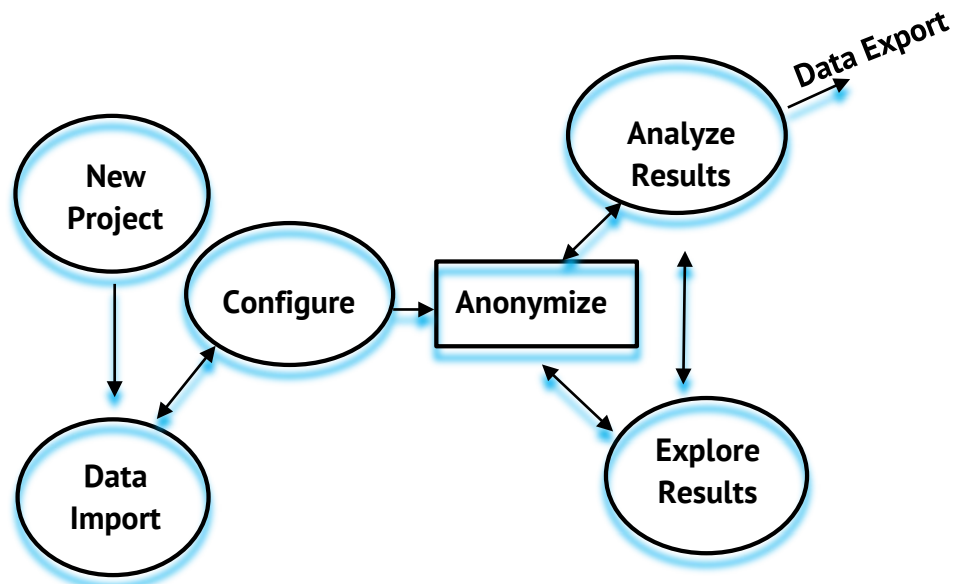 New
Project
Data
Import
Configure
Anonymize
Analyze
Results
Data Export
Explore
Results